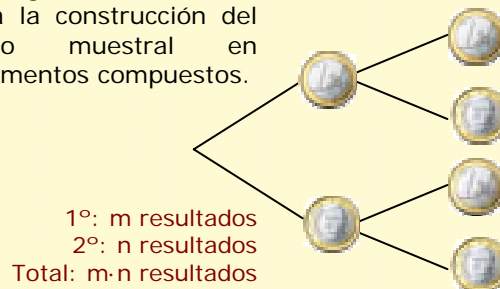 la construcción del
muestral en
compuestos.
1º: m resultados
2º: n resultados
Total: m·n resultados